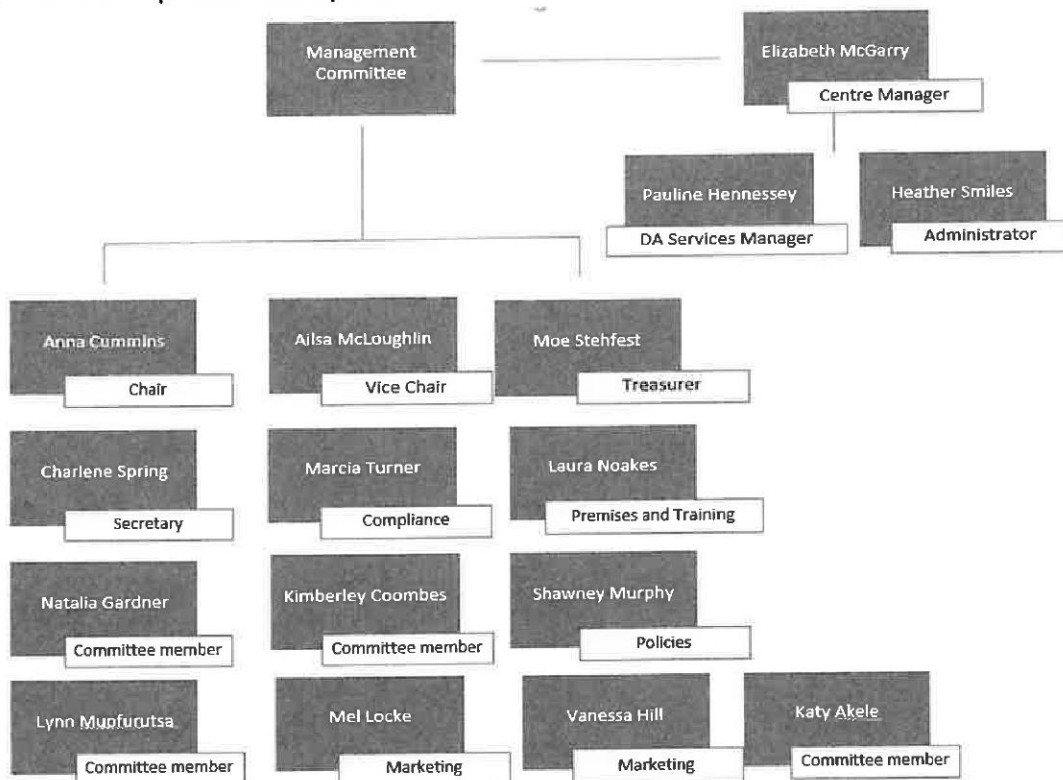 Management
Committee
Elizabeth McGarry
Centre Manager
Pauline Hennessey
DA Services Manager
Heather Smiles
Administrator
Anna Cummins
Chair
Ailsa McLoughlin
Vice Chair
Moe Stehfest
Treasurer
Charlene Spring
Secretary
Marcia Turner
Compliance
Laura Noakes
Premises and Training
Natalia Gardner
Committee member
Kimberley Coombes
Committee member
Shawney Murphy
Policies
Lynn Mupfurutsa
Committee member
Mel Locke
Marketing
Vanessa Hill
Marketing
Katy Akele
Committee member